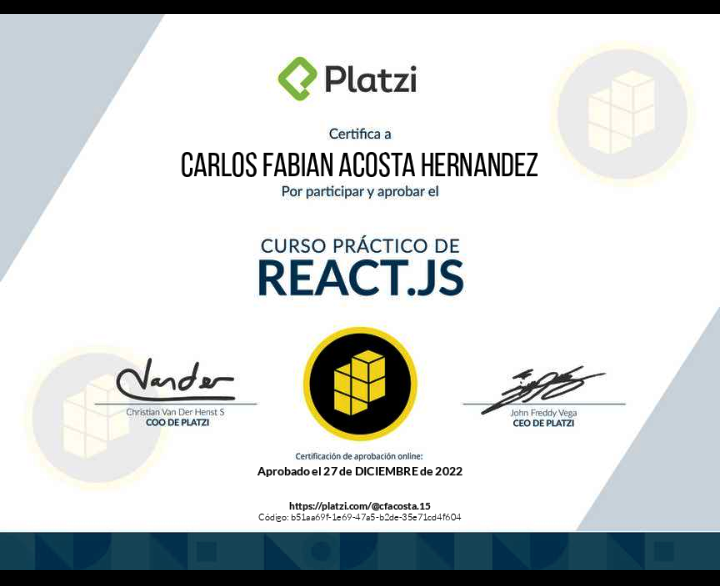 Platzi
Certifica a
CARLOS FABIAN ACOSTA HERNANDEZ
Por participar y aprobar el
CURSO PRÁCTICO DE
REACT.JS
Vander
Christian Van Der Henst S
COO DE PLATZI
John Freddy Vega
CEO DE PLATZI
Certificación de aprobación online:
Aprobado el 27 de DICIEMBRE de 2022
https://platzi.com/@cfacosta.15
Código: b51aa69f-1e69-47a5-b2de-35e71cd4f604